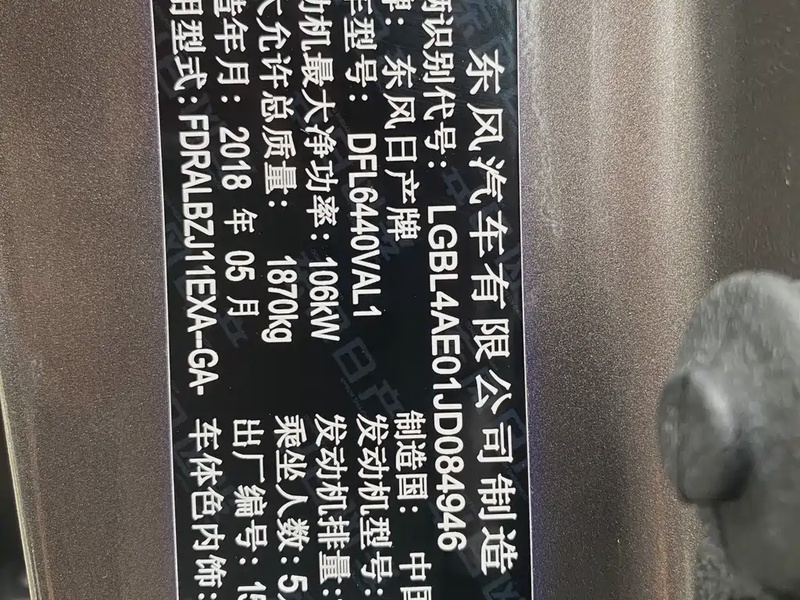 东风汽车有限公司制造
辆识别代号: LGBL4AE01JD084946
牌: 东风日产牌 制造国: 中国
车型号: DFL6440VAL1 发动机型号:
动机最大净功率: 106kW 发动机排量:
大允许总质量: 1870kg 乘坐人数: 5
造年月: 2018 年 05 月 出厂编号: 15
用型式: FDRALBZJ11EXA--GA- 车体色内饰: